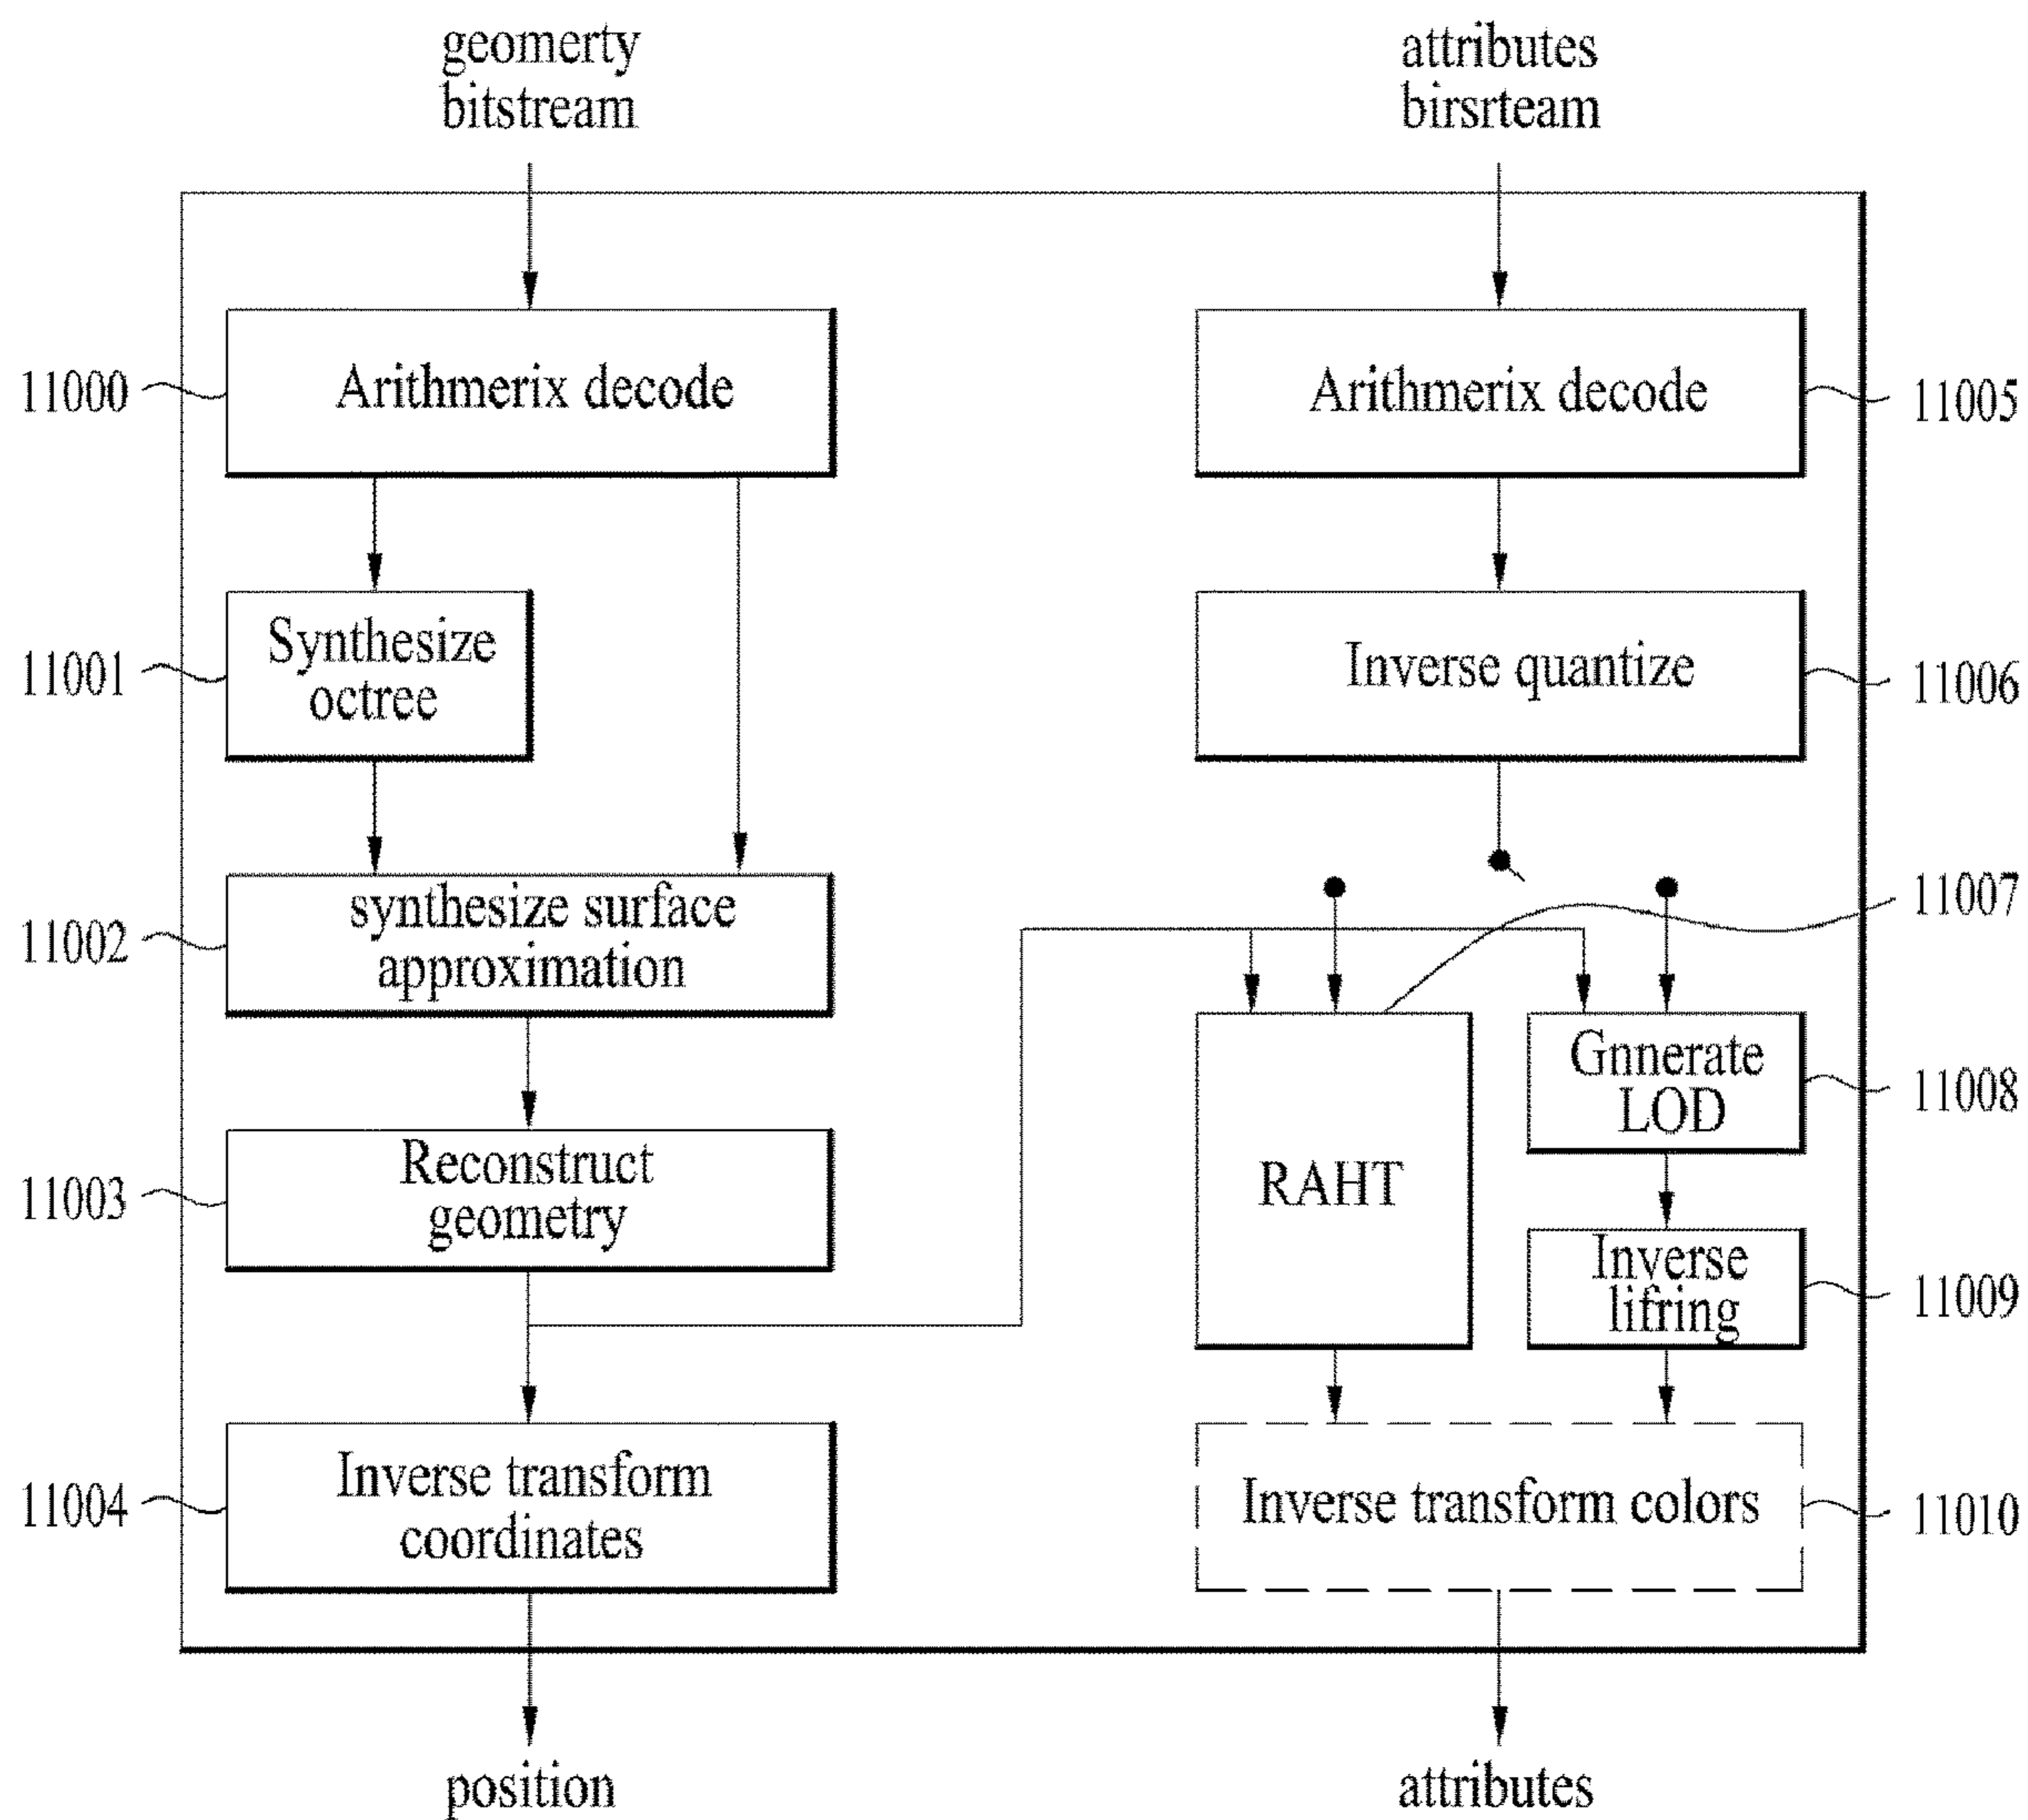 geomerty
bitstream
attributes
birsrteam
11000
Arithmerix decode
Arithmerix decode
11005
11001
Synthesize
octree
Inverse quantize
11006
11002
synthesize surface
approximation
11007
11003
Reconstruct
geometry
RAHT
Gnnerate
LOD
11008
Inverse
lifring
11009
11004
Inverse transform
coordinates
Inverse transform colors
11010
position
attributes